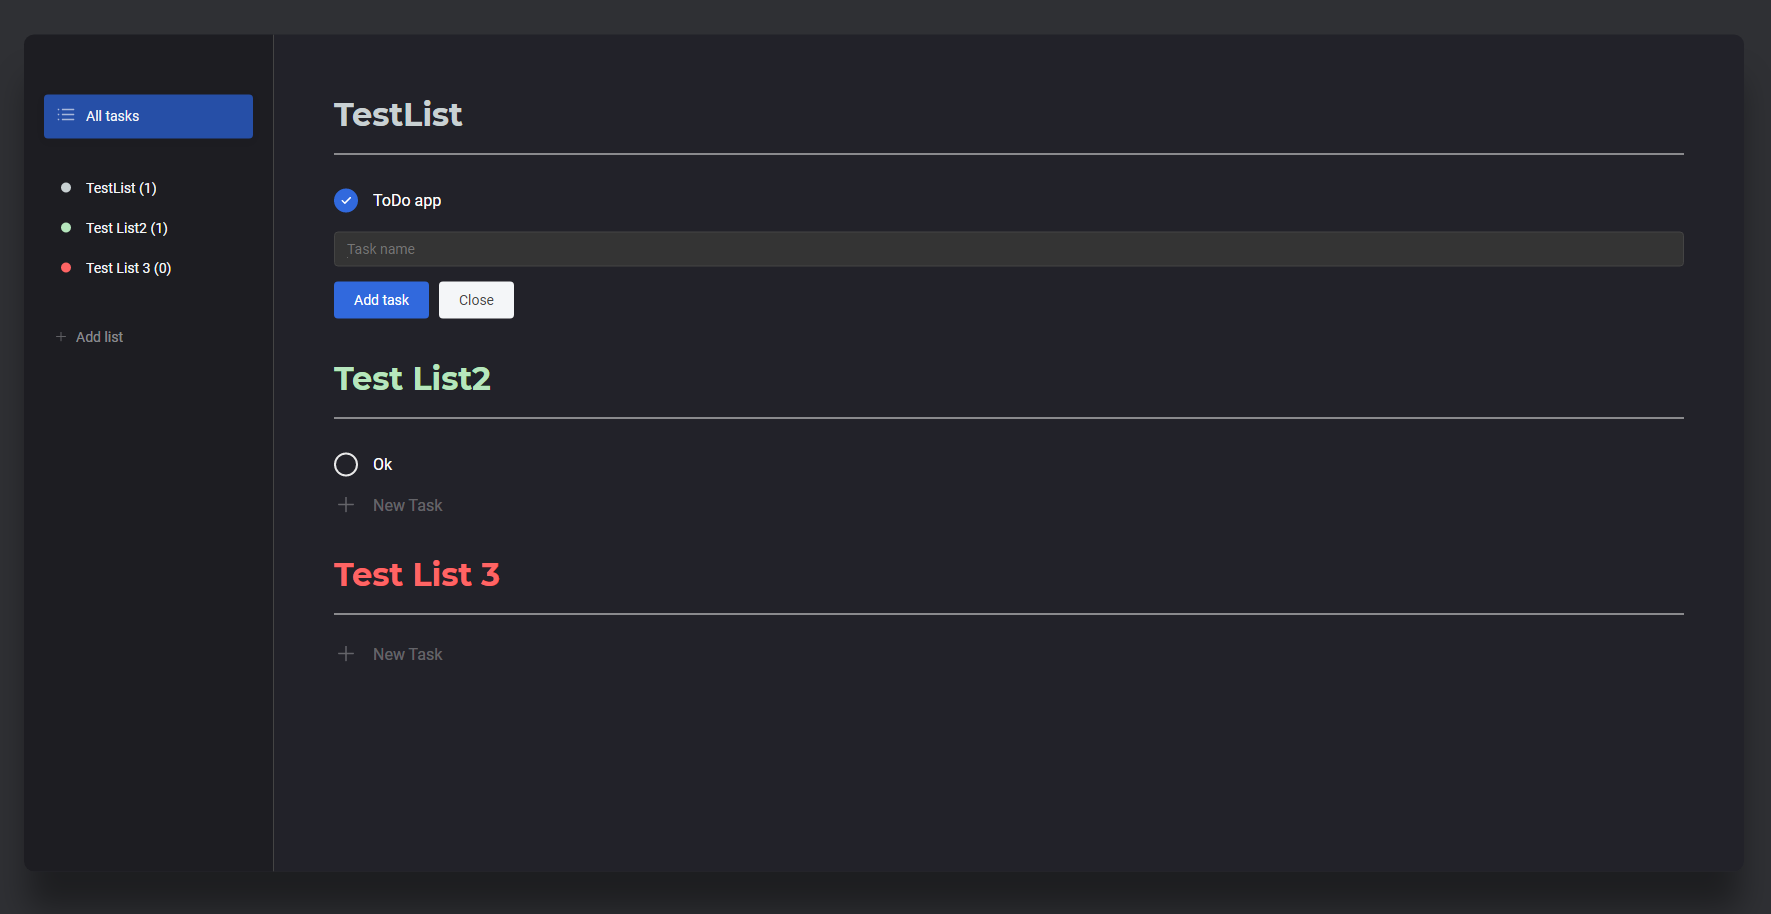 All tasks
TestList (1)
Test List2 (1)
Test List 3 (0)
Add list
TestList
ToDo app
Task name
Add task
Close
Test List2
Ok
New Task
Test List 3
New Task